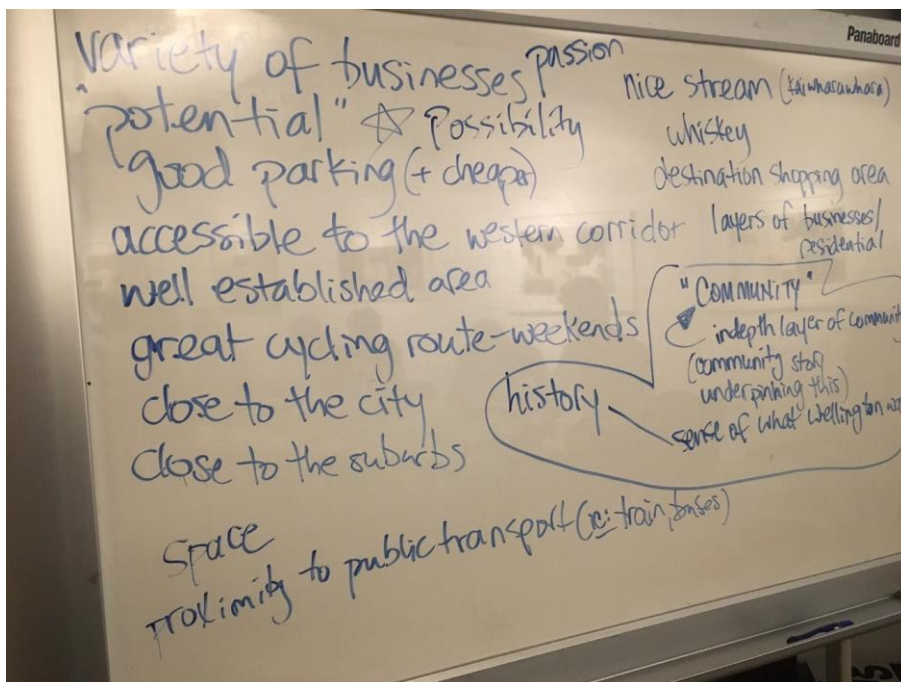 Panaboard
variety of businesses passion
"potential" ☆ Possibility
good parking (+ cheaper)
accessible to the western corridor
well established area
great cycling route-weekends
close to the city
close to the suburbs
space
proximity to public transport (ie: train, buses)
nice stream (Kaiwharawhara)
whiskey
destination shopping area
layers of businesses/
residential
"COMMUNITY"
indepth layer of communit
(community story
underpinning this)
history
sense of what Wellington